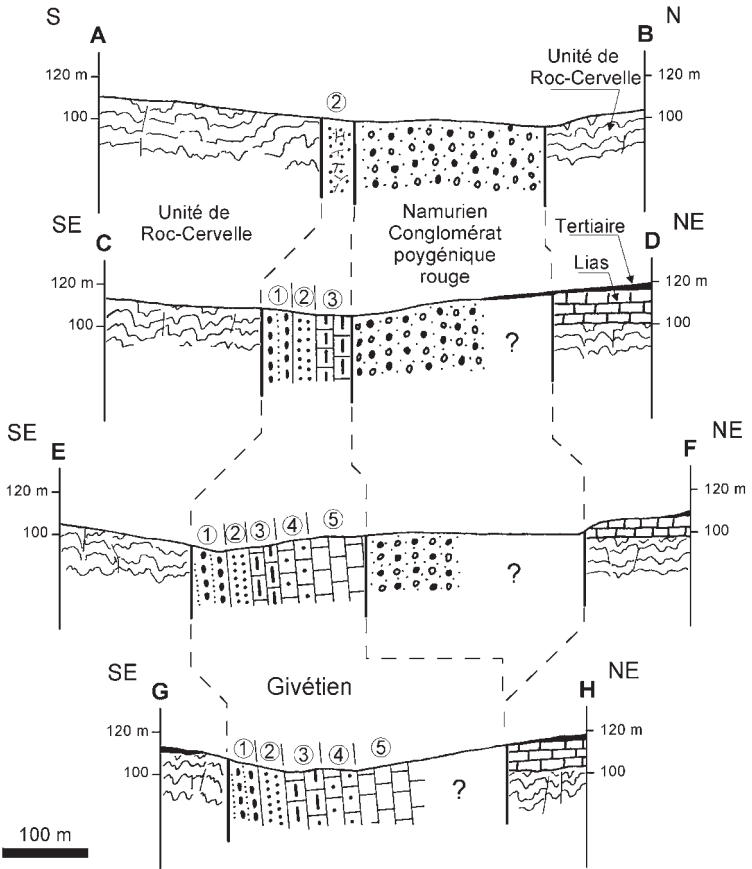 S N
A B
Unité de
Roc-Cervelle
120 m 120 m
100 100
②
Unité de
Roc-Cervelle
Namurien
Conglomérat
poygénique
rouge
SE NE
C D
Tertiaire
Lias
120 m 120 m
100 100
① ② ③
?
SE NE
E F
120 m 120 m
100 100
① ② ③ ④ ⑤
?
SE NE
Givétien
G H
120 m 120 m
100 100
① ② ③ ④ ⑤
?
100 m